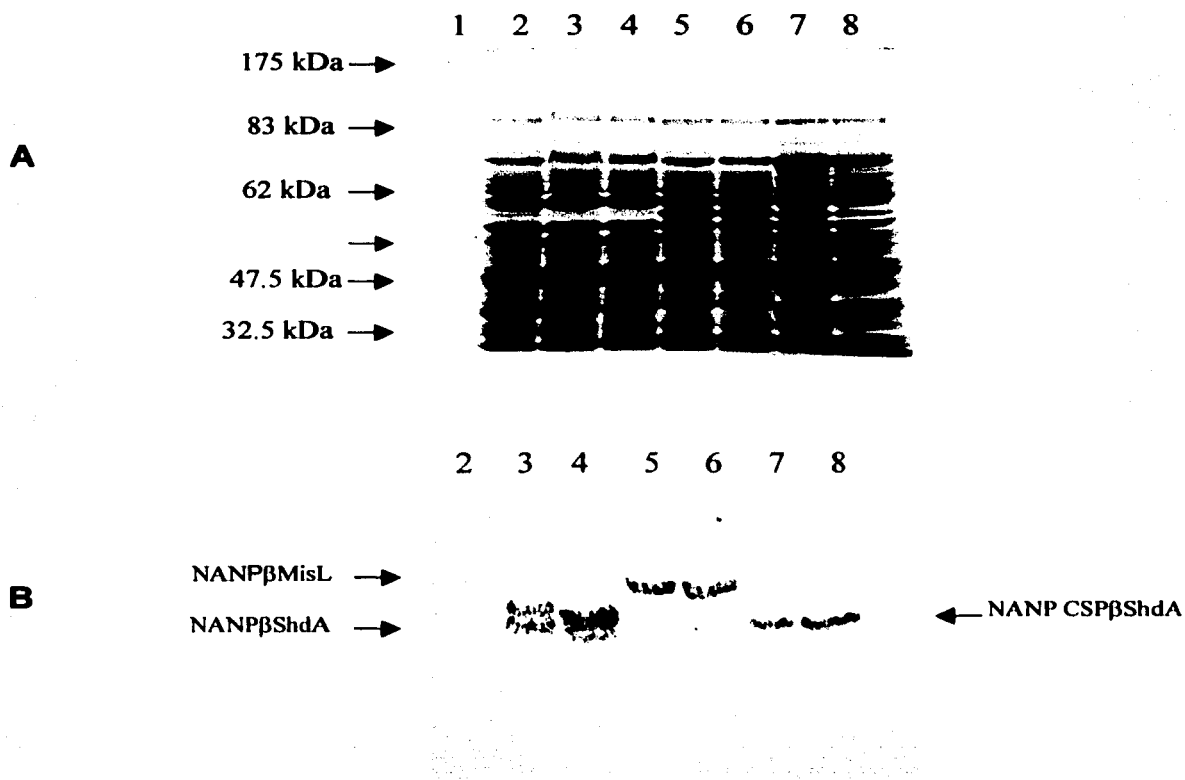 1 2 3 4 5 6 7 8
175 kDa
83 kDa
A
62 kDa
47.5 kDa
32.5 kDa
2 3 4 5 6 7 8
NANPβMisL
B
NANPβShdA
NANP CSPβShdA